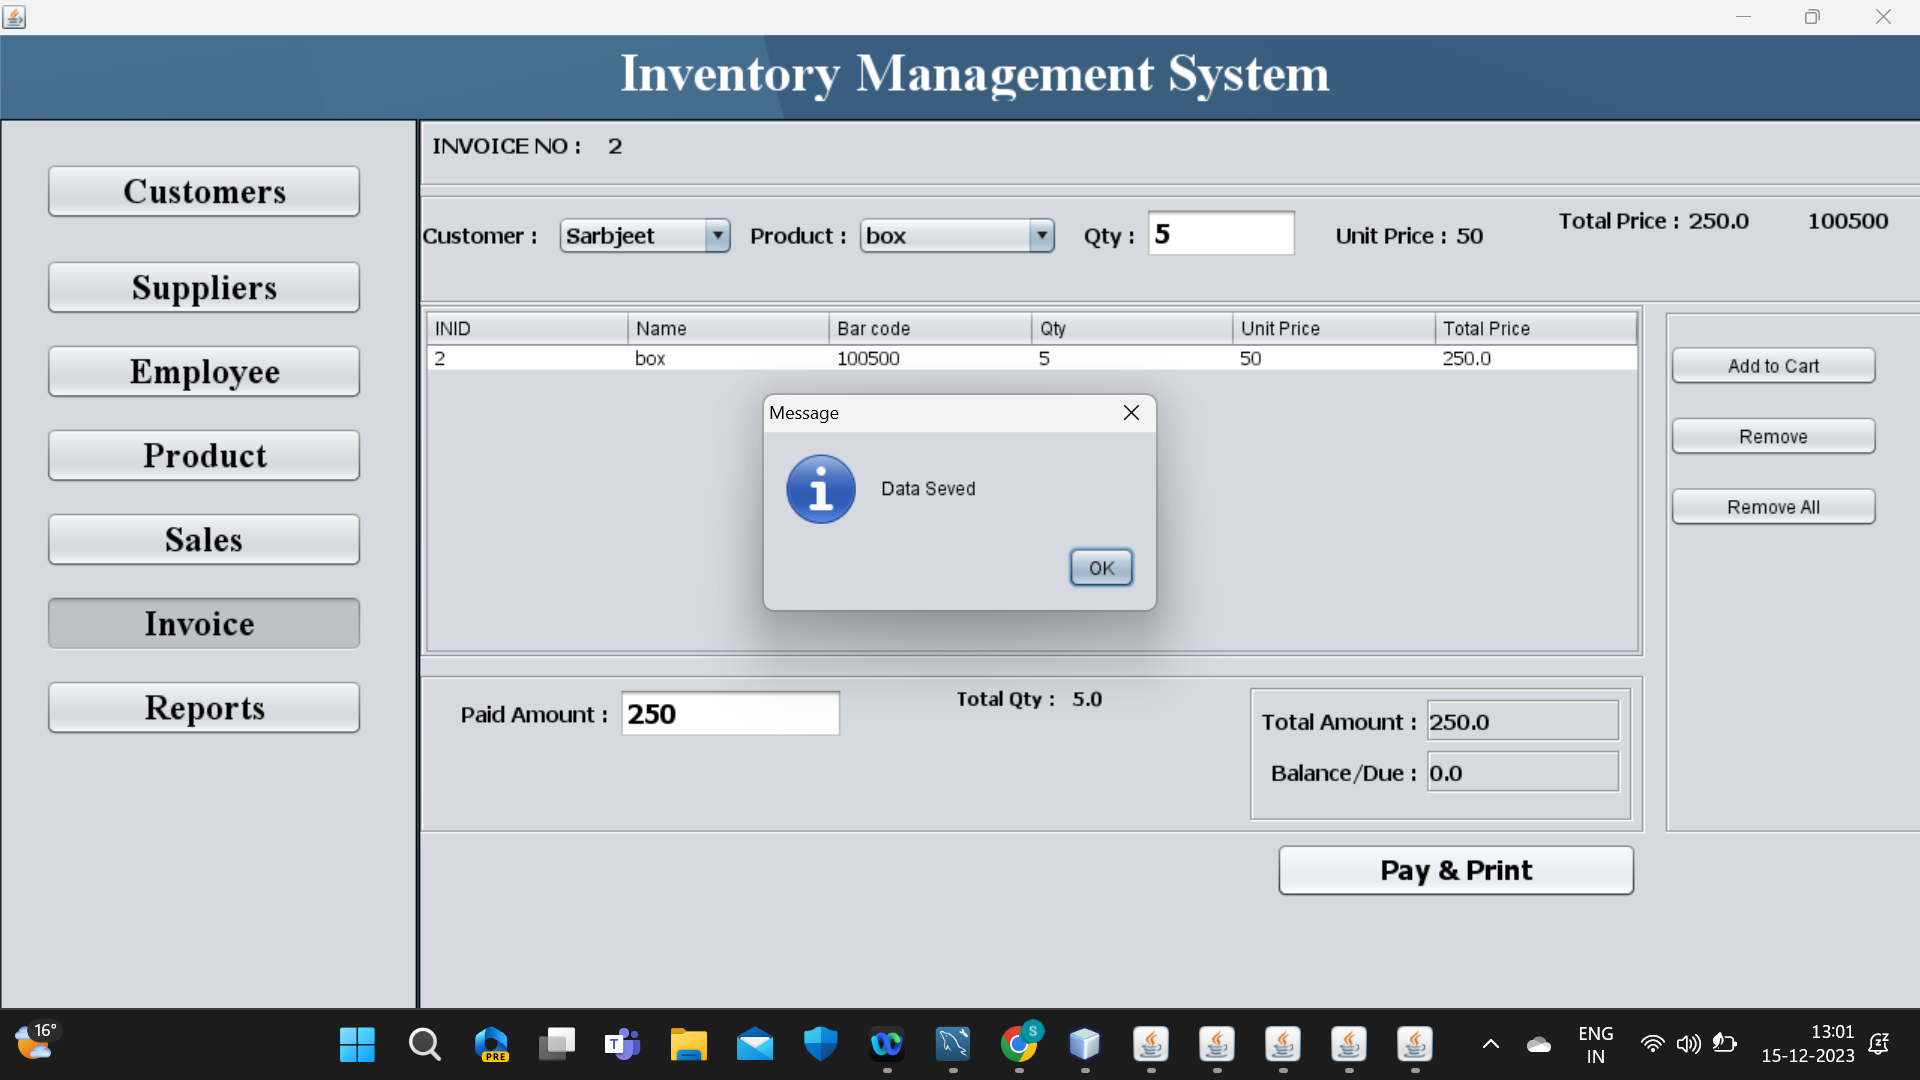 Inventory Management System
Customers
Suppliers
Employee
Product
Sales
Invoice
Reports
INVOICE NO : 2
Customer : Sarbjeet Product : box Qty : 5 Unit Price : 50 Total Price : 250.0 100500
INID Name Bar code Qty Unit Price Total Price
2 box 100500 5 50 250.0
Message
Data Seved
OK
Add to Cart
Remove
Remove All
Paid Amount : 250 Total Qty : 5.0
Total Amount : 250.0
Balance/Due : 0.0
Pay & Print
16°
PRE
T
S
ENG
IN
13:01
15-12-2023